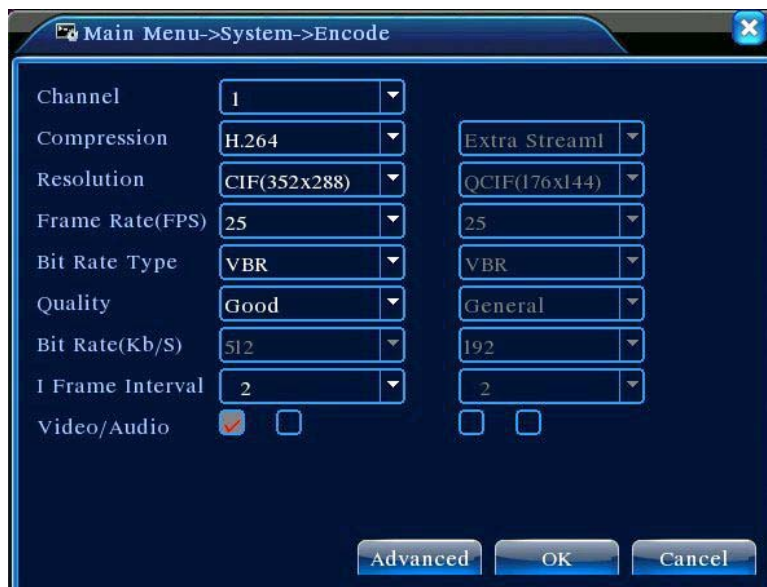 Main Menu->System->Encode
Channel 1
Compression H.264 Extra Stream1
Resolution CIF(352x288) QCIF(176x144)
Frame Rate(FPS) 25 25
Bit Rate Type VBR VBR
Quality Good General
Bit Rate(Kb/S) 512 192
I Frame Interval 2 2
Video/Audio
Advanced OK Cancel